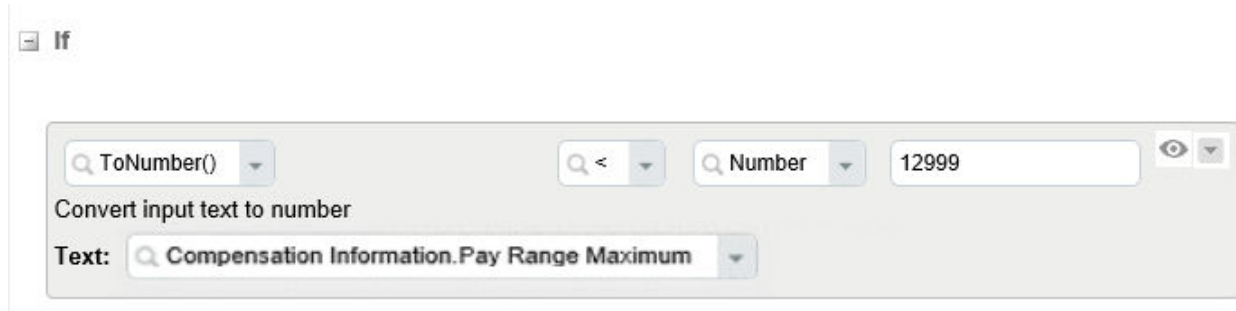 If
ToNumber() < Number 12999
Convert input text to number
Text: Compensation Information.Pay Range Maximum